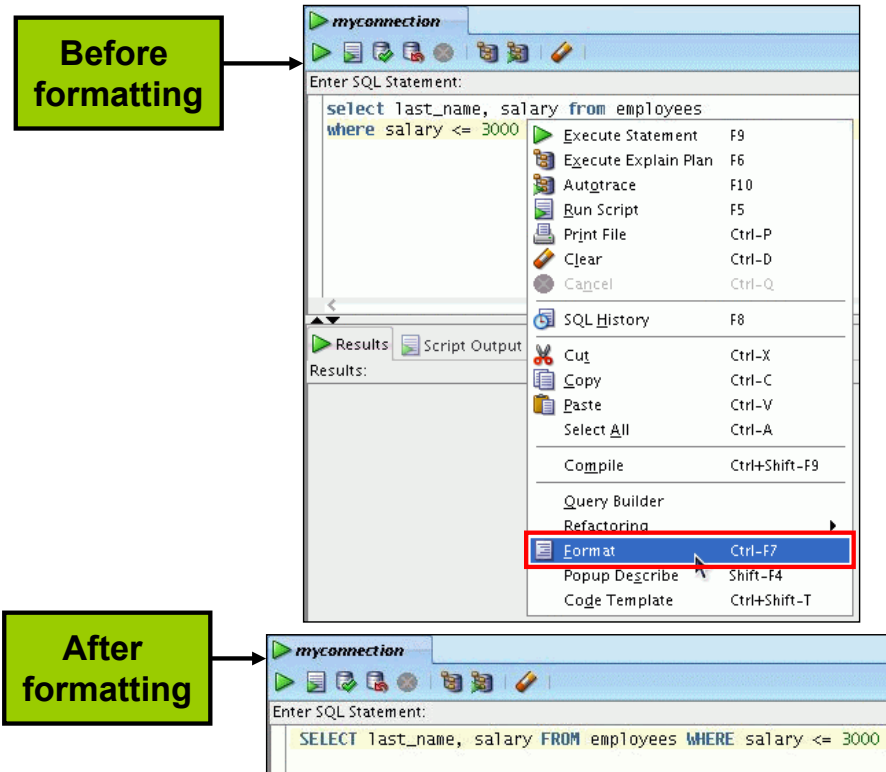 Before
formatting
myconnection
Enter SQL Statement:
select last_name, salary from employees
where salary <= 3000
Execute Statement F9
Execute Explain Plan F6
Autotrace F10
Run Script F5
Print File Ctrl-P
Clear Ctrl-D
Cancel Ctrl-Q
SQL History F8
Cut Ctrl-X
Copy Ctrl-C
Paste Ctrl-V
Select All Ctrl-A
Compile Ctrl+Shift-F9
Query Builder
Refactoring
Format Ctrl-F7
Popup Describe Shift-F4
Code Template Ctrl+Shift-T
Results Script Output
Results:
After
formatting
myconnection
Enter SQL Statement:
SELECT last_name, salary FROM employees WHERE salary <= 3000